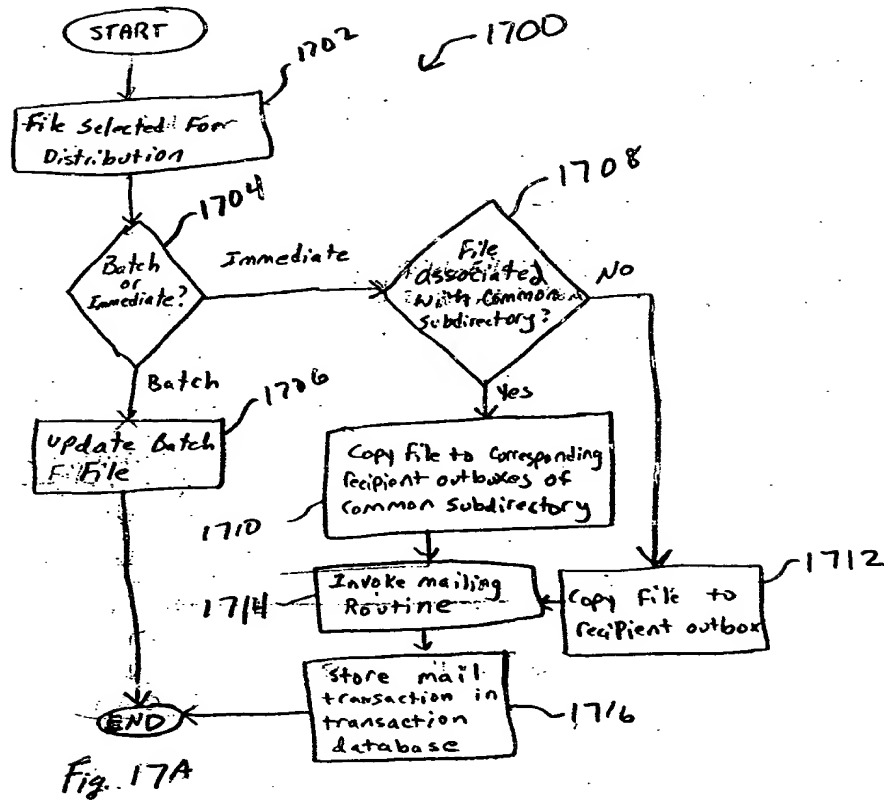 START
1700
1702
File Selected For
Distribution
1704
Batch
or
Immediate?
Immediate
1708
File
associated
with Common
Subdirectory?
No
Batch
1706
Update Batch
File
Yes
Copy File to Corresponding
recipient outboxes of
Common Subdirectory
1710
1712
Copy File to
recipient outbox
Invoke mailing
Routine
1714
Store mail
transaction in
transaction
database
1716
END
Fig. 17A